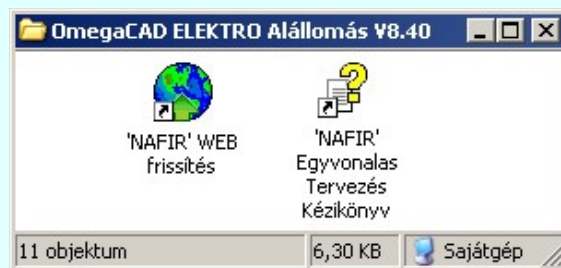 OmegaCAD ELEKTRO Alállomás V8.40
'NAFIR' WEB
frissítés
'NAFIR'
Egyvonalas
Tervezés
Kézikönyv
11 objektum
6,30 KB
Sajátgép